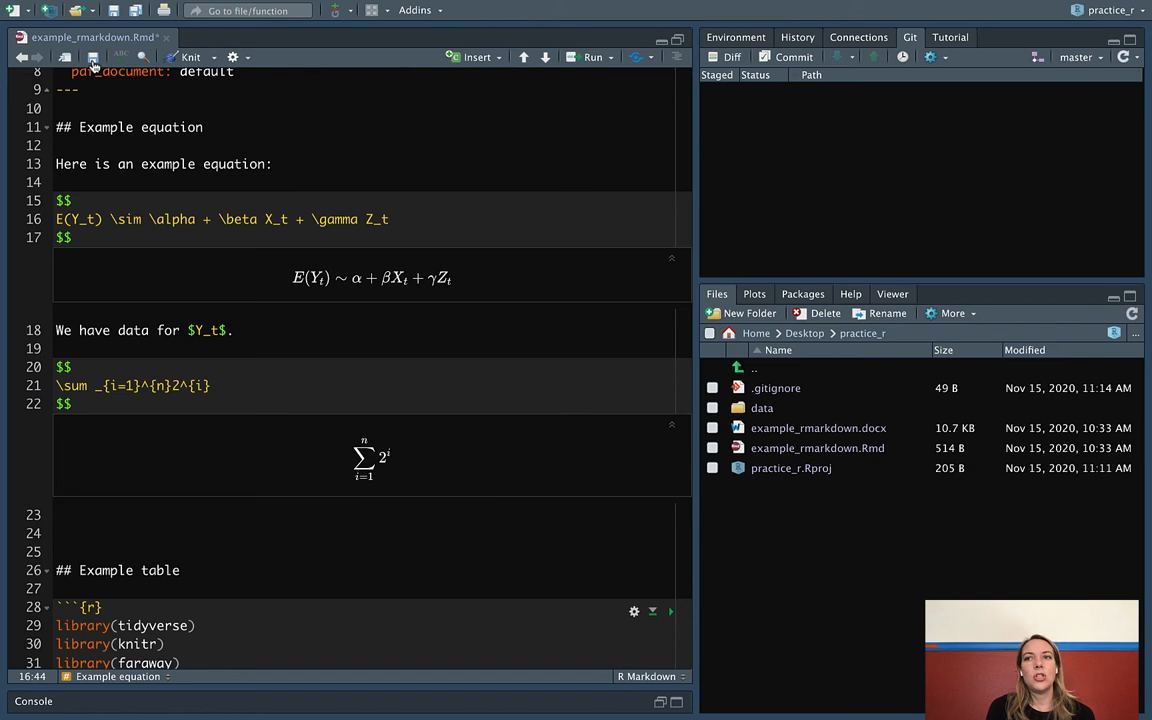 Go to file/function
Addins
practice_r
example_rmarkdown.Rmd*
ABC
Knit
Insert
Run
8 pdf_document: default
9 ---
10
11 ## Example equation
12
13 Here is an example equation:
14
15 $$
16 E(Y_t) \sim \alpha + \beta X_t + \gamma Z_t
17 $$
E(Yₜ) ∼ α + βXₜ + γZₜ
18 We have data for $Y_t$.
19
20 $$
21 \sum _{i=1}^{n}2^{i}
22 $$
n
∑ 2ⁱ
i=1
23
24
25
26 ## Example table
27
28 ```{r}
29 library(tidyverse)
30 library(knitr)
31 library(faraway)
16:44 # Example equation R Markdown
Console
Environment History Connections Git Tutorial
Diff Commit master
Staged Status Path
Files Plots Packages Help Viewer
New Folder Delete Rename More
Home Desktop practice_r ...
Name Size Modified
..
.gitignore 49 B Nov 15, 2020, 11:14 AM
data
example_rmarkdown.docx 10.7 KB Nov 15, 2020, 10:33 AM
example_rmarkdown.Rmd 514 B Nov 15, 2020, 10:33 AM
practice_r.Rproj 205 B Nov 15, 2020, 11:11 AM